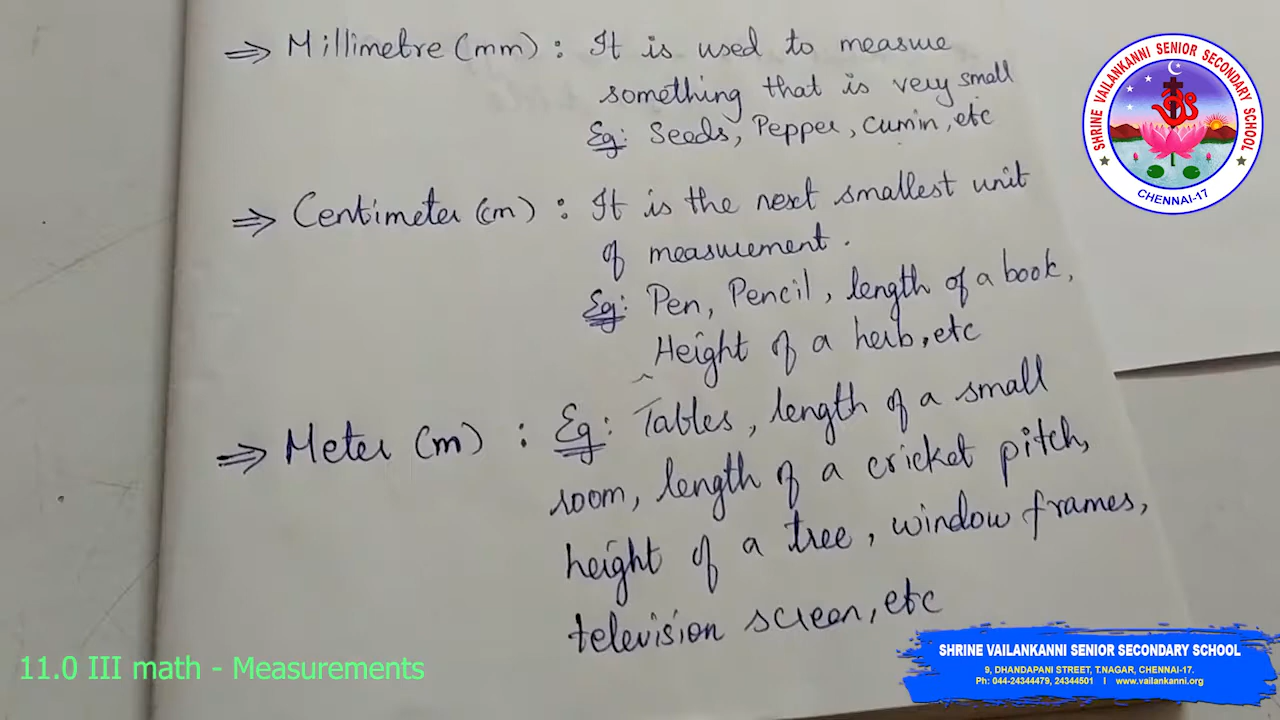 ⇒ Millimetre (mm) : It is used to measure
something that is very small
Eg: Seeds, Pepper, cumin, etc
⇒ Centimeter (cm) : It is the next smallest unit
of measurement.
Eg: Pen, Pencil, length of a book,
Height of a herb, etc
⇒ Meter (m) : Eg: Tables, length of a small
room, length of a cricket pitch,
height of a tree, window frames,
television screen, etc
SHRINE VAILANKANNI SENIOR SECONDARY SCHOOL
CHENNAI-17
11.0 III math - Measurements
SHRINE VAILANKANNI SENIOR SECONDARY SCHOOL
9, DHANDAPANI STREET, T.NAGAR, CHENNAI-17.
Ph: 044-24344479, 24344501 I www.vailankanni.org